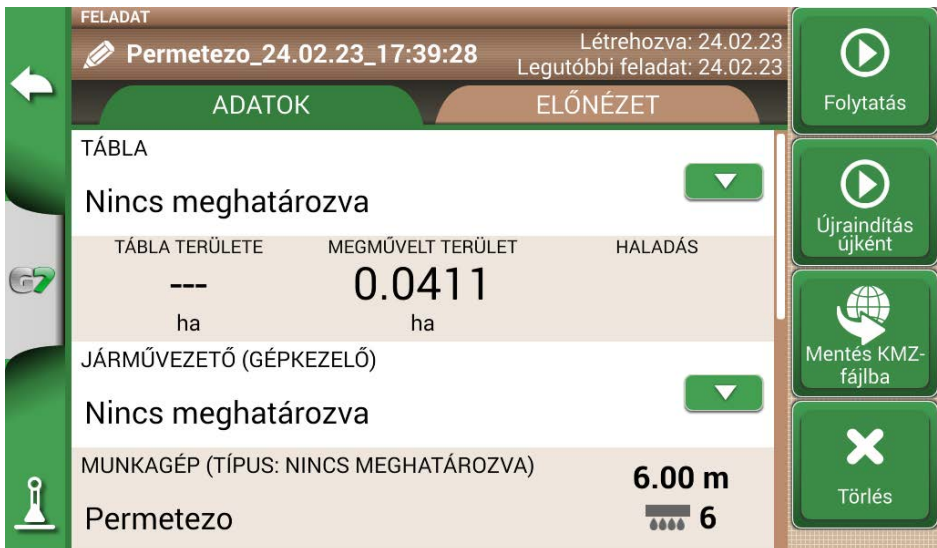 FELADAT
Permetezo_24.02.23_17:39:28
Létrehozva: 24.02.23
Legutóbbi feladat: 24.02.23
ADATOK
ELŐNÉZET
TÁBLA
Nincs meghatározva
TÁBLA TERÜLETE MEGMŰVELT TERÜLET HALADÁS
--- 0.0411
ha ha
JÁRMŰVEZETŐ (GÉPKEZELŐ)
Nincs meghatározva
MUNKAGÉP (TÍPUS: NINCS MEGHATÁROZVA)
6.00 m
Permetezo
6
G7
Folytatás
Újraindítás
újként
Mentés KMZ-
fájlba
Törlés